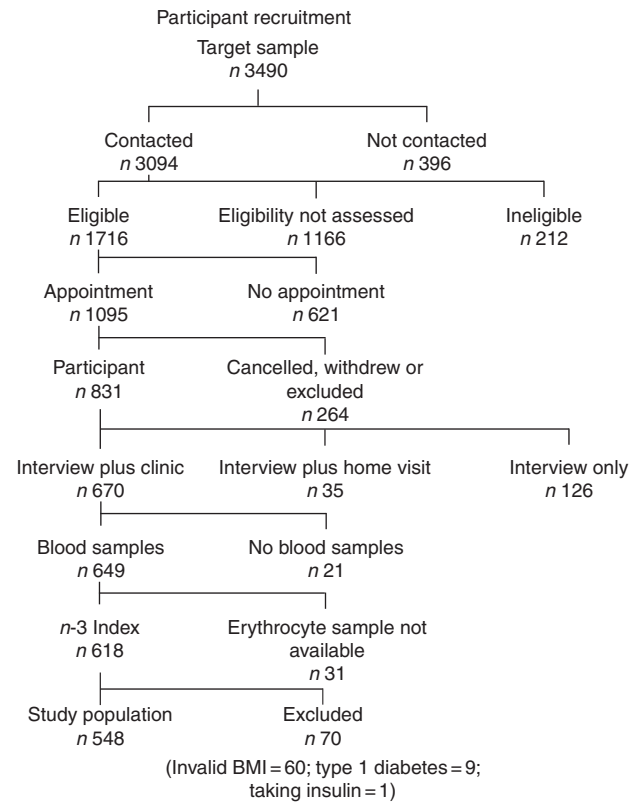 Participant recruitment
Target sample
n 3490
Contacted
Not contacted
n 3094
n 396
Eligible
Eligibility not assessed
Ineligible
n 1716
n 1166
n 212
Appointment
No appointment
n 1095
n 621
Participant
Cancelled, withdrew or
n 831
excluded
n 264
Interview plus clinic
Interview plus home visit
Interview only
n 670
n 35
n 126
Blood samples
No blood samples
n 649
n 21
n-3 Index
Erythrocyte sample not
n 618
available
n 31
Study population
Excluded
n 548
n 70
(Invalid BMI = 60; type 1 diabetes = 9;
taking insulin = 1)